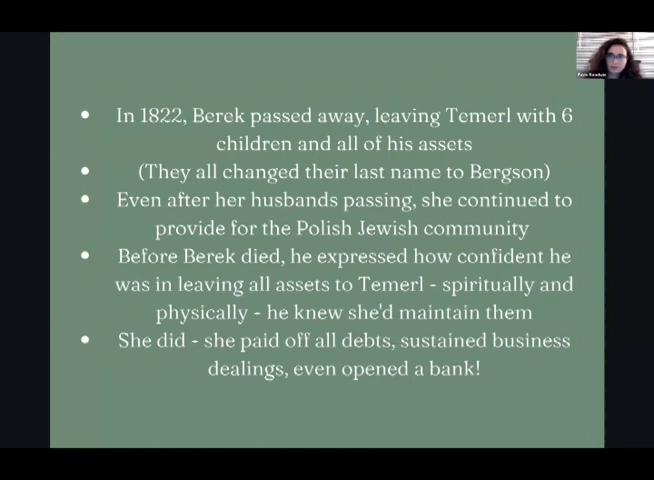 • In 1822, Berek passed away, leaving Temerl with 6
children and all of his assets
• (They all changed their last name to Bergson)
• Even after her husbands passing, she continued to
provide for the Polish Jewish community
• Before Berek died, he expressed how confident he
was in leaving all assets to Temerl - spiritually and
physically - he knew she'd maintain them
• She did - she paid off all debts, sustained business
dealings, even opened a bank!